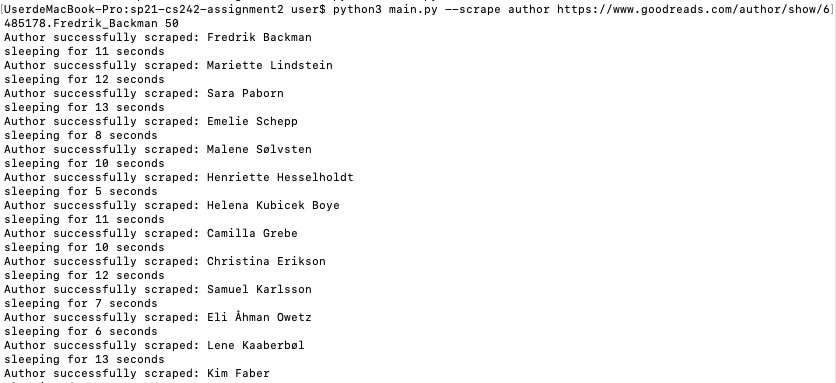 [UserdeMacBook-Pro:sp21-cs242-assignment2 user$ python3 main.py --scrape author https://www.goodreads.com/author/show/6]
485178.Fredrik_Backman 50
Author successfully scraped: Fredrik Backman
sleeping for 11 seconds
Author successfully scraped: Mariette Lindstein
sleeping for 12 seconds
Author successfully scraped: Sara Paborn
sleeping for 13 seconds
Author successfully scraped: Emelie Schepp
sleeping for 8 seconds
Author successfully scraped: Malene Sølvsten
sleeping for 10 seconds
Author successfully scraped: Henriette Hesselholdt
sleeping for 5 seconds
Author successfully scraped: Helena Kubicek Boye
sleeping for 11 seconds
Author successfully scraped: Camilla Grebe
sleeping for 10 seconds
Author successfully scraped: Christina Erikson
sleeping for 12 seconds
Author successfully scraped: Samuel Karlsson
sleeping for 7 seconds
Author successfully scraped: Eli Åhman Owetz
sleeping for 6 seconds
Author successfully scraped: Lene Kaaberbøl
sleeping for 13 seconds
Author successfully scraped: Kim Faber